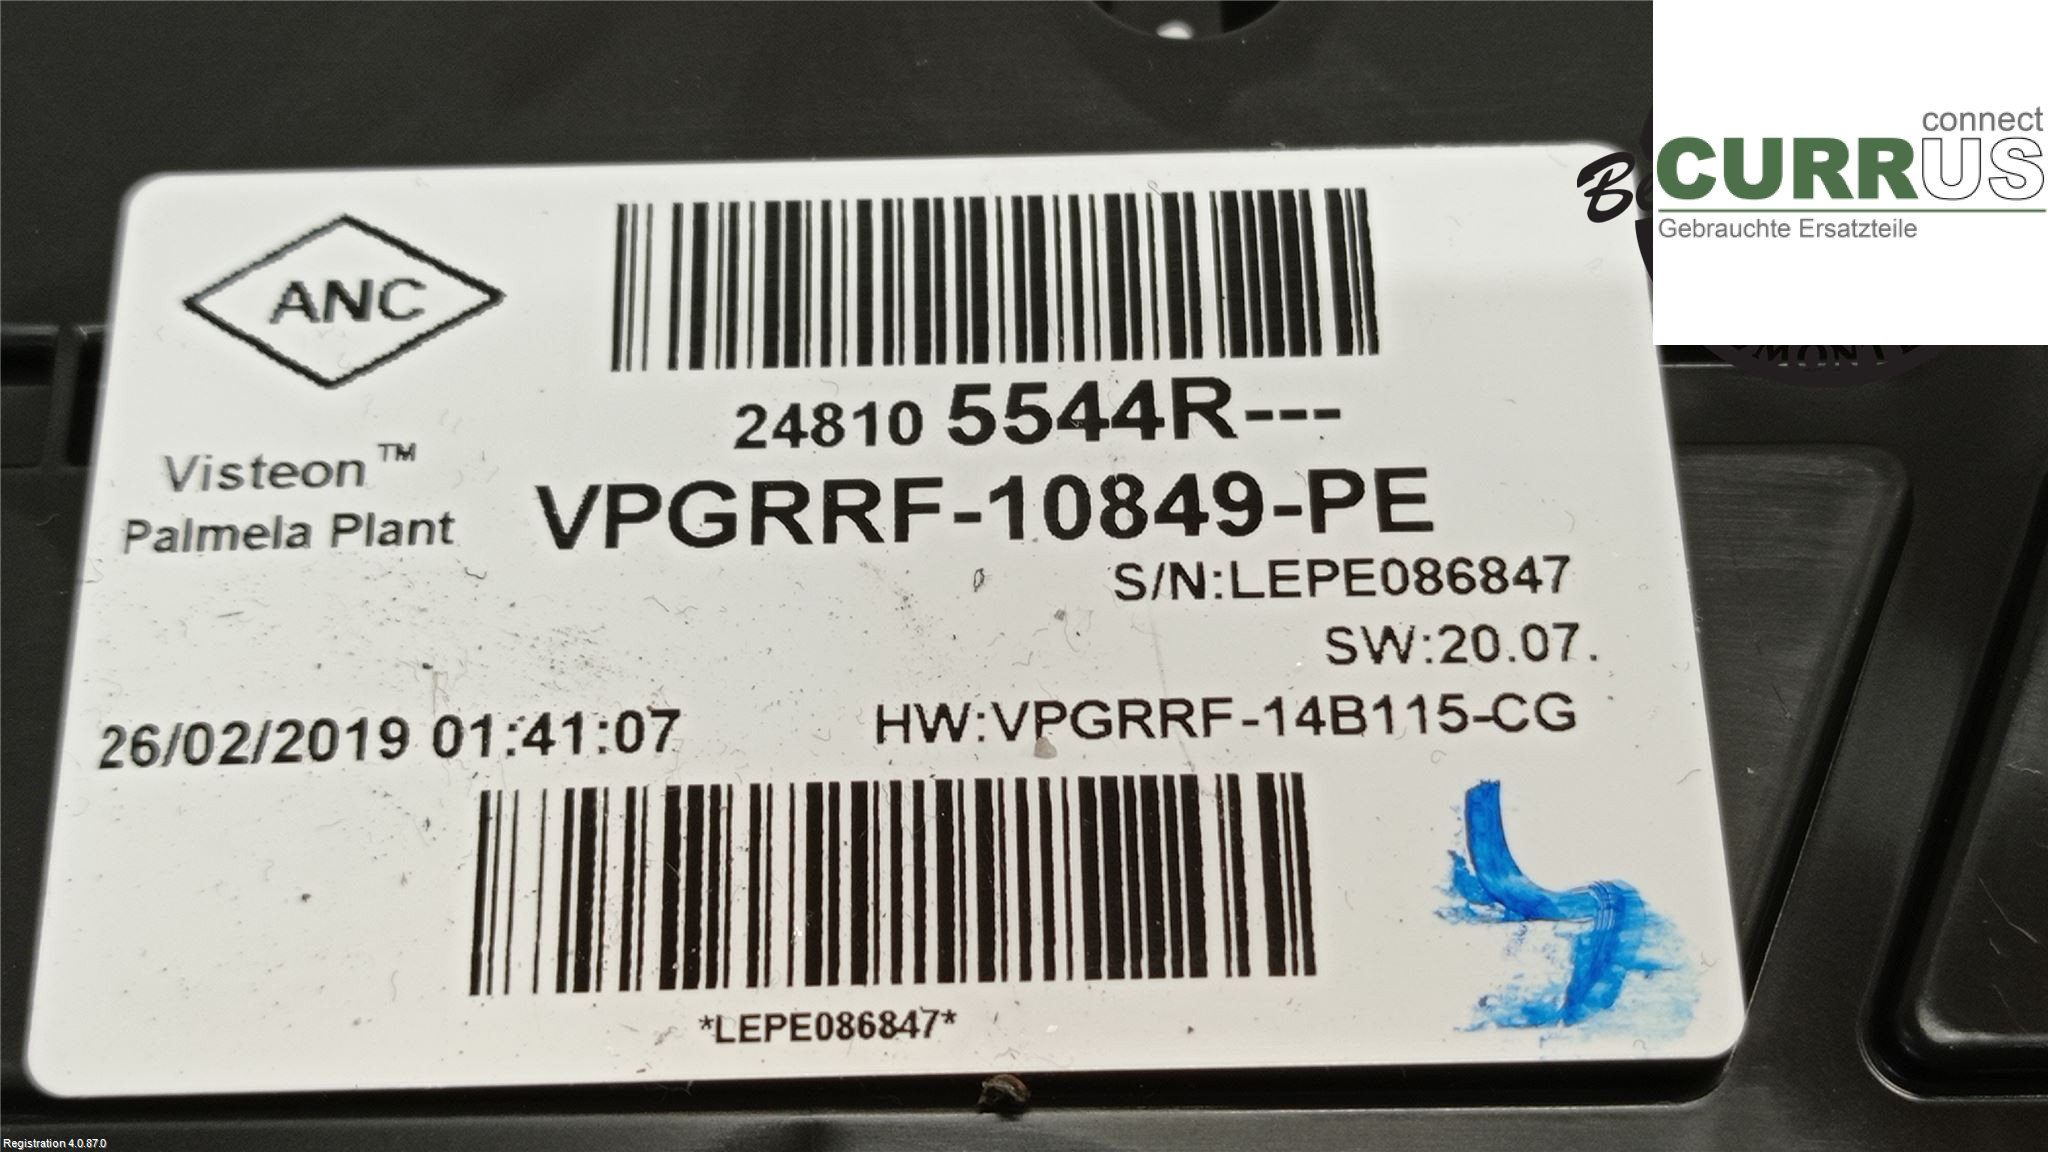 connect
CURRUS
Gebrauchte Ersatzteile
ANC
24810 5544R---
Visteon™
Palmela Plant
VPGRRF-10849-PE
S/N:LEPE086847
SW:20.07.
26/02/2019 01:41:07
HW:VPGRRF-14B115-CG
*LEPE086847*
Registration 4.0.87.0